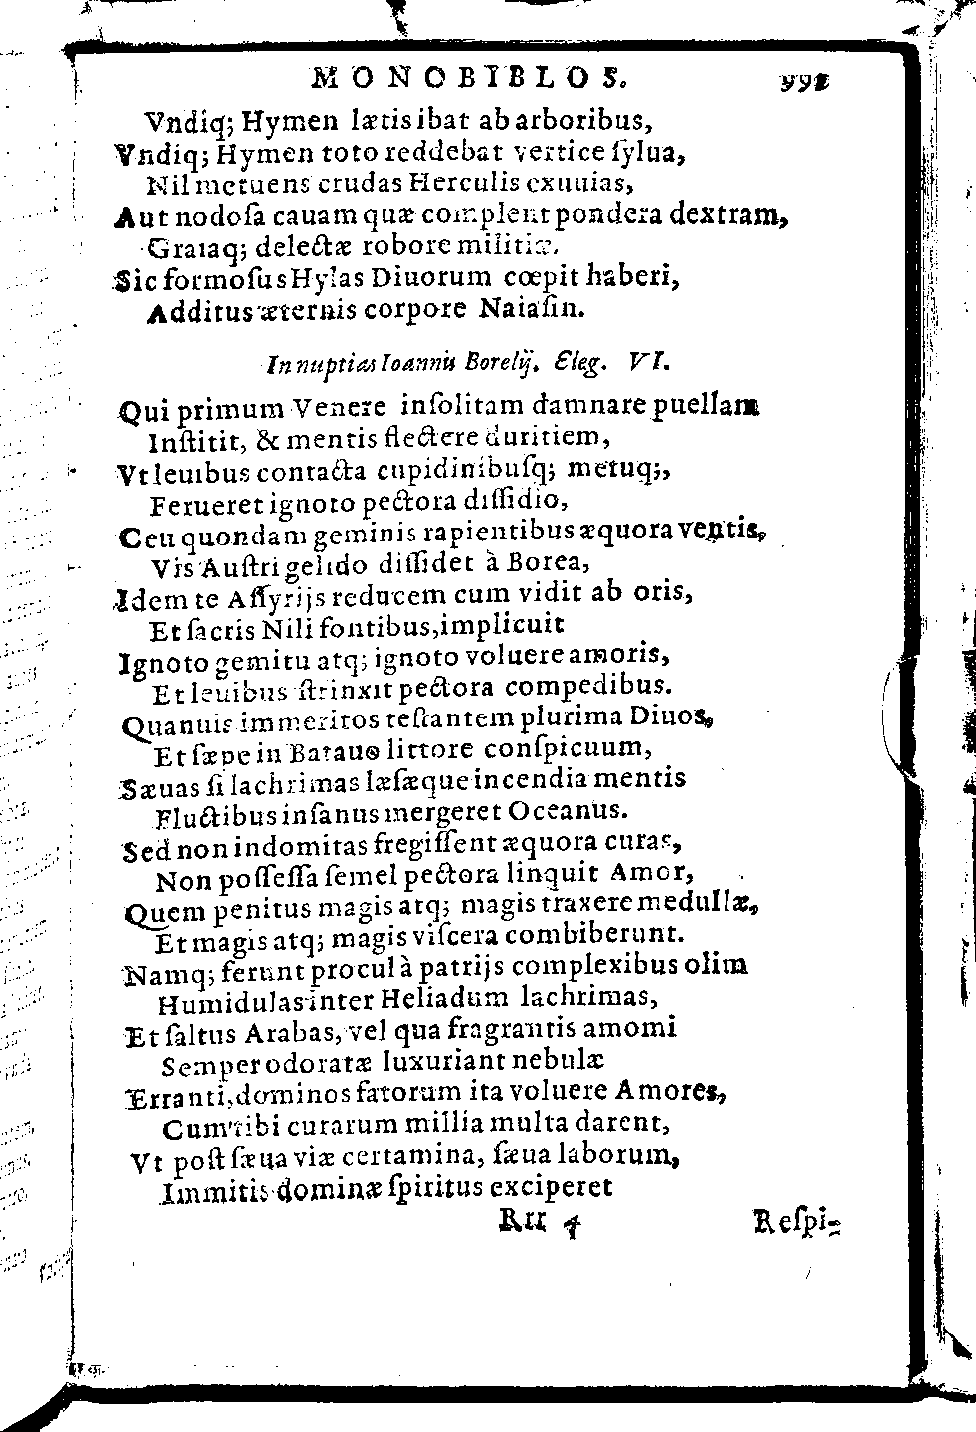 MONOBIBLOS. 991
Vndiq; Hymen lætis ibat ab arboribus,
Vndiq; Hymen toto reddebat vertice ſylua,
Nil metuens crudas Herculis exuuias,
Aut nodoſa cauam quæ complent pondera dextram,
Graiaq; delectæ robore militiæ.
Sic formoſus Hylas Diuorum cœpit haberi,
Additus æternis corpore Naiaſin.
In nuptias Ioannis Borelij. Eleg. VI.
Qui primum Venere inſolitam damnare puellam
Inſtitit, & mentis flectere duritiem,
Vt leuibus contacta cupidinibuſq; metuq;,
Ferueret ignoto pectora diſſidio,
Ceu quondam geminis rapientibus æquora ventis,
Vis Auſtri gelido diſſidet à Borea,
Idem te Aſſyrijs reducem cum vidit ab oris,
Et ſacris Nili fontibus, implicuit
Ignoto gemitu atq; ignoto voluere amoris,
Et leuibus ſtrinxit pectora compedibus.
Quanuis immeritos teſtantem plurima Diuos,
Et ſæpe in Batauo littore conſpicuum,
Sæuas ſi lachrimas læſæque incendia mentis
Fluctibus inſanus mergeret Oceanus.
Sed non indomitas fregiſſent æquora curas,
Non poſſeſſa ſemel pectora linquit Amor,
Quem penitus magis atq; magis traxere medullæ,
Et magis atq; magis viſcera combiberunt.
Namq; ferunt procul à patrijs complexibus olim
Humidulas inter Heliadum lachrimas,
Et ſaltus Arabas, vel qua fragrantis amomi
Semper odoratæ luxuriant nebulæ
Erranti, dominos fatorum ita voluere Amores,
Cum tibi curarum millia multa darent,
Vt poſt ſæua viæ certamina, ſæua laborum,
Immitis dominæ ſpiritus exciperet
Rrr 4 Reſpi-